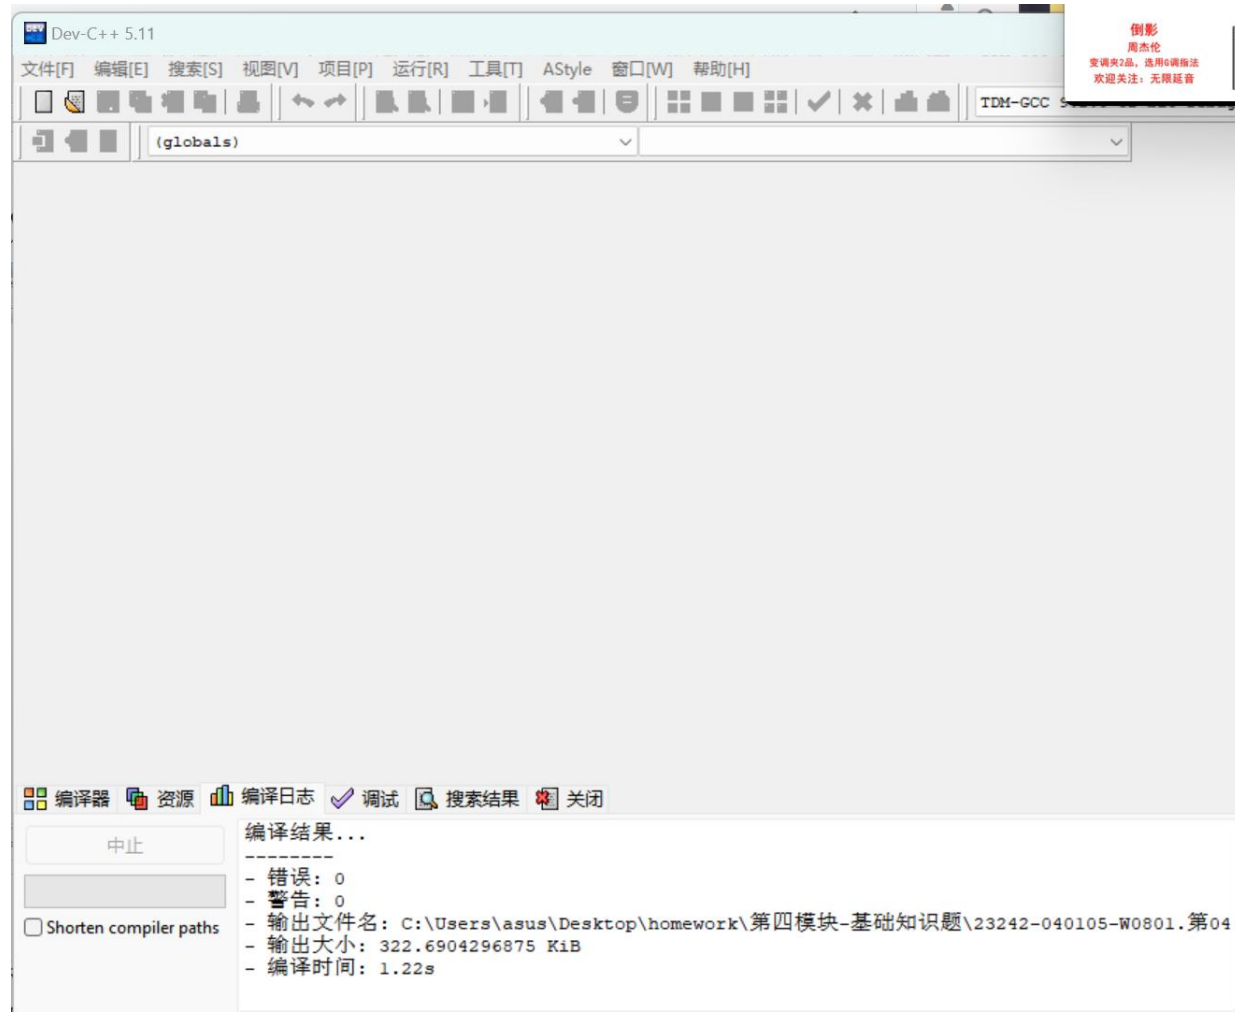 Dev-C++ 5.11
倒影
周杰伦
变调夹2品，选用G调指法
欢迎关注：无限延音
文件[F] 编辑[E] 搜索[S] 视图[V] 项目[P] 运行[R] 工具[T] AStyle 窗口[W] 帮助[H]
TDM-GCC
(globals)
编译器 资源 编译日志 调试 搜索结果 关闭
中止
Shorten compiler paths
编译结果...
--------
- 错误: 0
- 警告: 0
- 输出文件名: C:\Users\asus\Desktop\homework\第四模块-基础知识题\23242-040105-W0801.第04
- 输出大小: 322.6904296875 KiB
- 编译时间: 1.22s